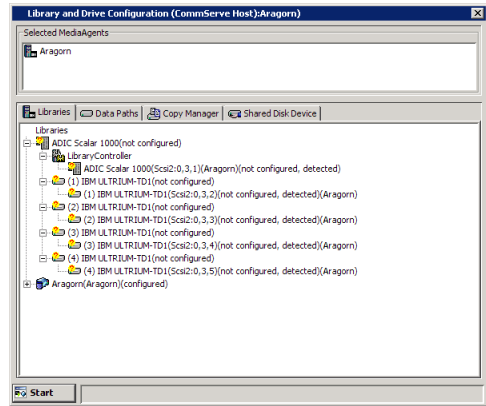 Library and Drive Configuration (CommServe Host):Aragorn)
Selected MediaAgents
Aragorn
Libraries Data Paths Copy Manager Shared Disk Device
Libraries
ADIC Scalar 1000(not configured)
LibraryController
ADIC Scalar 1000(Scsi2:0,3,1)(Aragorn)(not configured, detected)
(1) IBM ULTRIUM-TD1(not configured)
(1) IBM ULTRIUM-TD1(Scsi2:0,3,2)(not configured, detected)(Aragorn)
(2) IBM ULTRIUM-TD1(not configured)
(2) IBM ULTRIUM-TD1(Scsi2:0,3,3)(not configured, detected)(Aragorn)
(3) IBM ULTRIUM-TD1(not configured)
(3) IBM ULTRIUM-TD1(Scsi2:0,3,4)(not configured, detected)(Aragorn)
(4) IBM ULTRIUM-TD1(not configured)
(4) IBM ULTRIUM-TD1(Scsi2:0,3,5)(not configured, detected)(Aragorn)
Aragorn(Aragorn)(configured)
Start